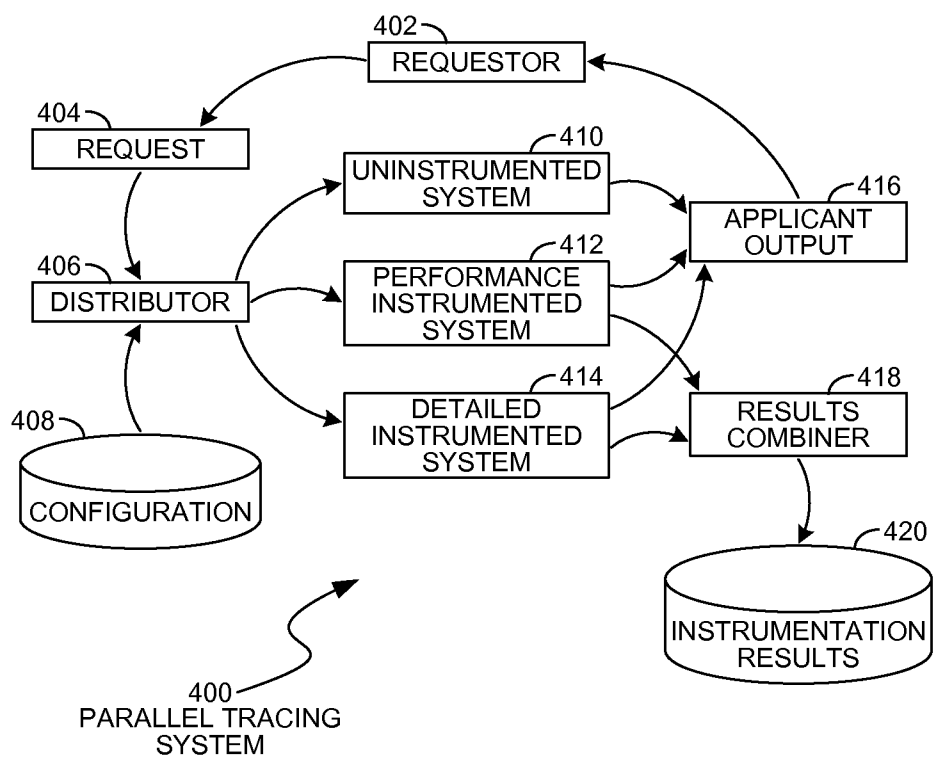 402
REQUESTOR
404
REQUEST
410
UNINSTRUMENTED
SYSTEM
416
APPLICANT
OUTPUT
406
DISTRIBUTOR
412
PERFORMANCE
INSTRUMENTED
SYSTEM
414
DETAILED
INSTRUMENTED
SYSTEM
418
RESULTS
COMBINER
408
CONFIGURATION
420
INSTRUMENTATION
RESULTS
400
PARALLEL TRACING
SYSTEM